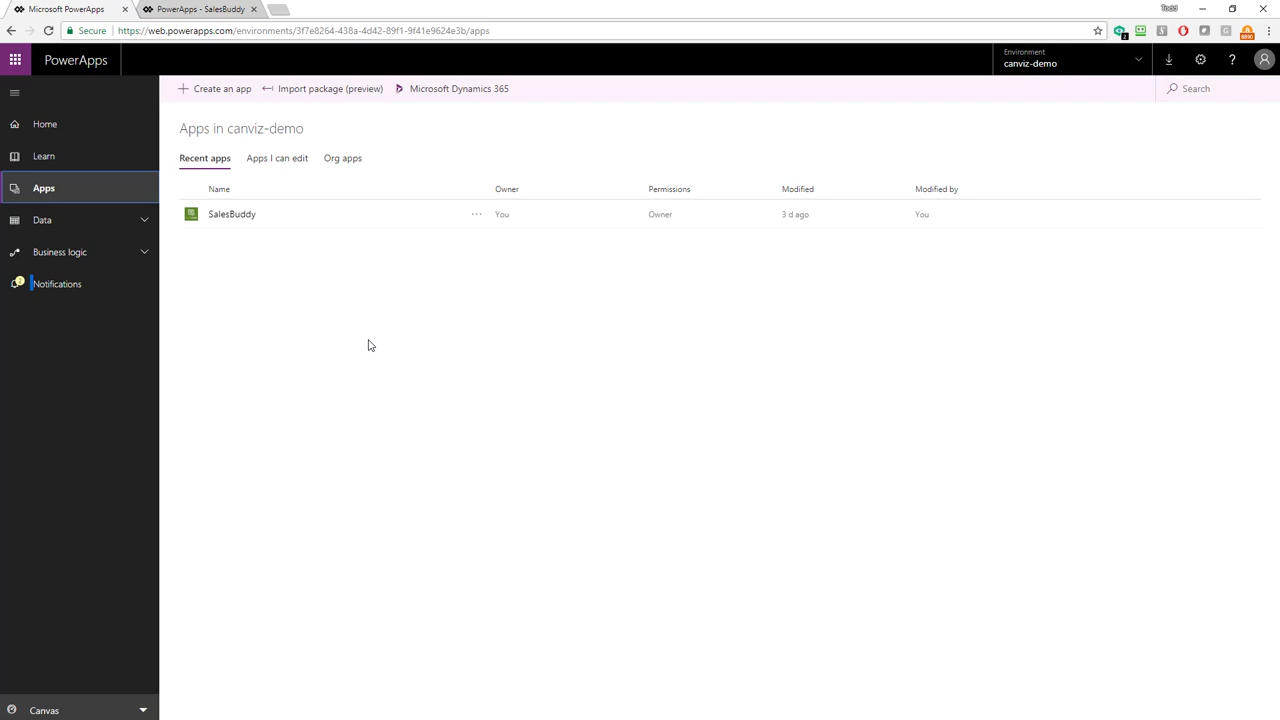 Microsoft PowerApps
PowerApps - SalesBuddy
Todd
Secure
https://web.powerapps.com/environments/3f7e8264-438a-4d42-89f1-9f41e9624e3b/apps
PowerApps
Environment
canviz-demo
Create an app
Import package (preview)
Microsoft Dynamics 365
Search
Home
Learn
Apps
Data
Business logic
Notifications
Canvas
Apps in canviz-demo
Recent apps
Apps I can edit
Org apps
Name
Owner
Permissions
Modified
Modified by
SalesBuddy
...
You
Owner
3 d ago
You